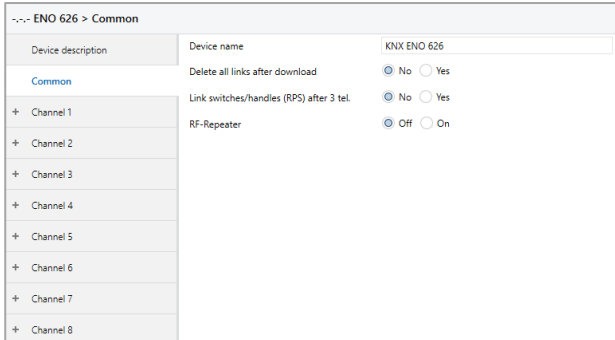 -.-.- ENO 626 > Common
Device description
Common
+ Channel 1
+ Channel 2
+ Channel 3
+ Channel 4
+ Channel 5
+ Channel 6
+ Channel 7
+ Channel 8
Device name KNX ENO 626
Delete all links after download No Yes
Link switches/handles (RPS) after 3 tel. No Yes
RF-Repeater Off On